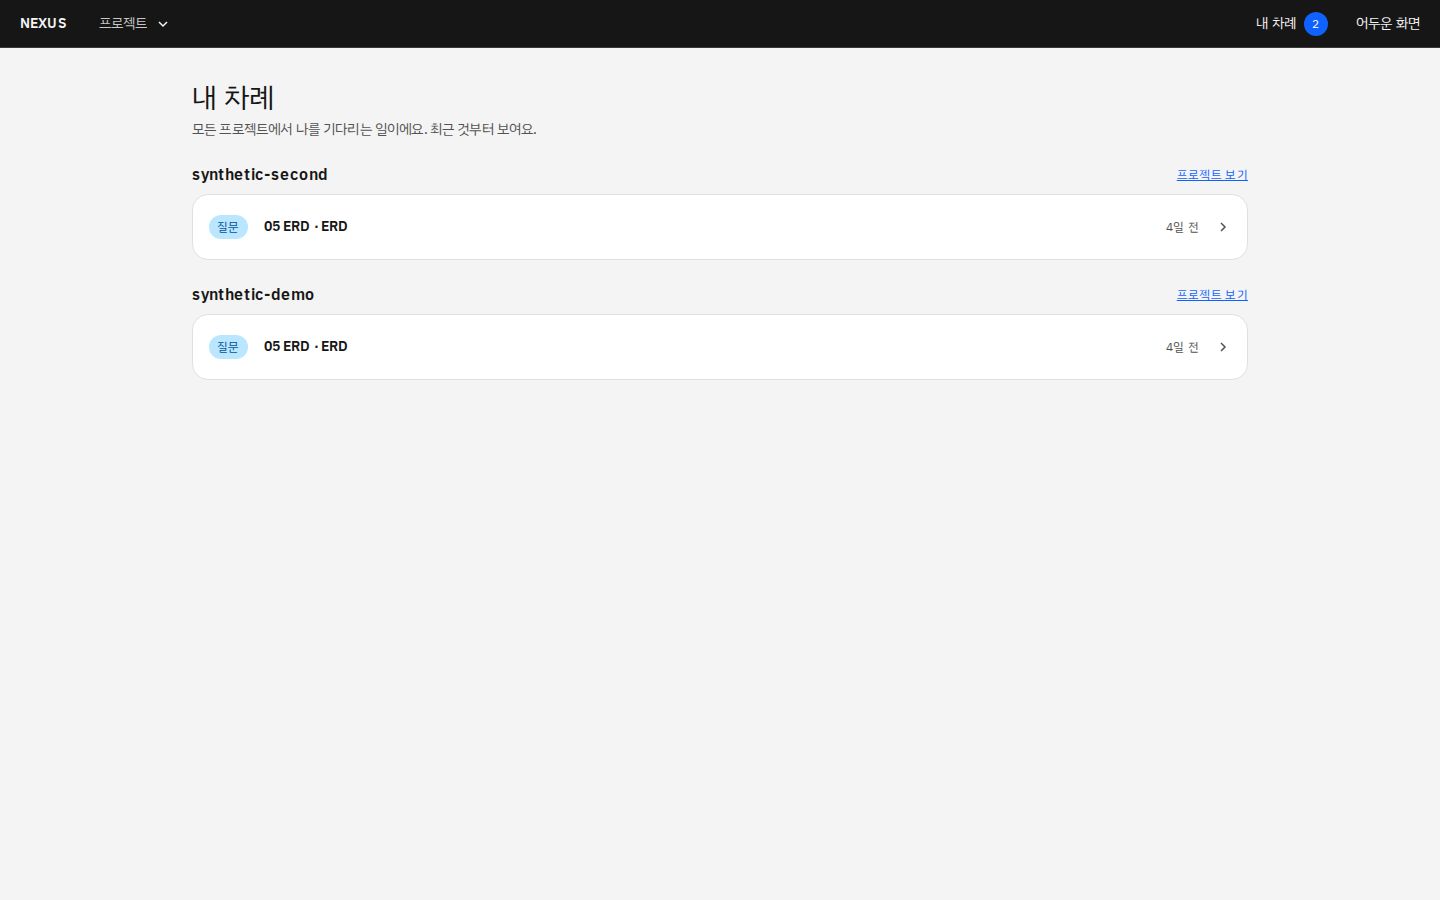 NEXUS 프로젝트 내 차례 2 어두운 화면
내 차례
모든 프로젝트에서 나를 기다리는 일이에요. 최근 것부터 보여요.
synthetic-second 프로젝트 보기
질문 05 ERD · ERD 4일 전
synthetic-demo 프로젝트 보기
질문 05 ERD · ERD 4일 전